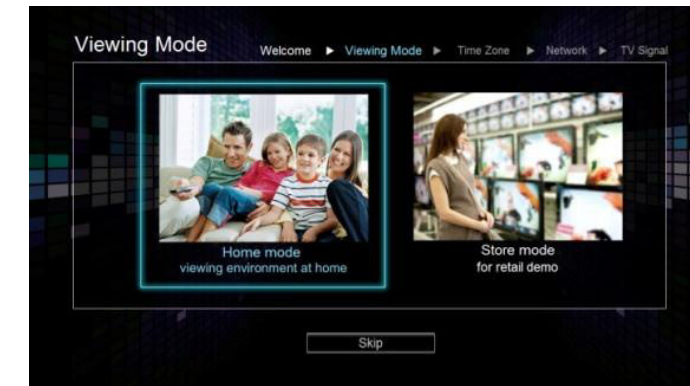 Viewing Mode
Welcome ▶ Viewing Mode ▶ Time Zone ▶ Network ▶ TV Signal
Home mode
viewing environment at home
Store mode
for retail demo
Skip